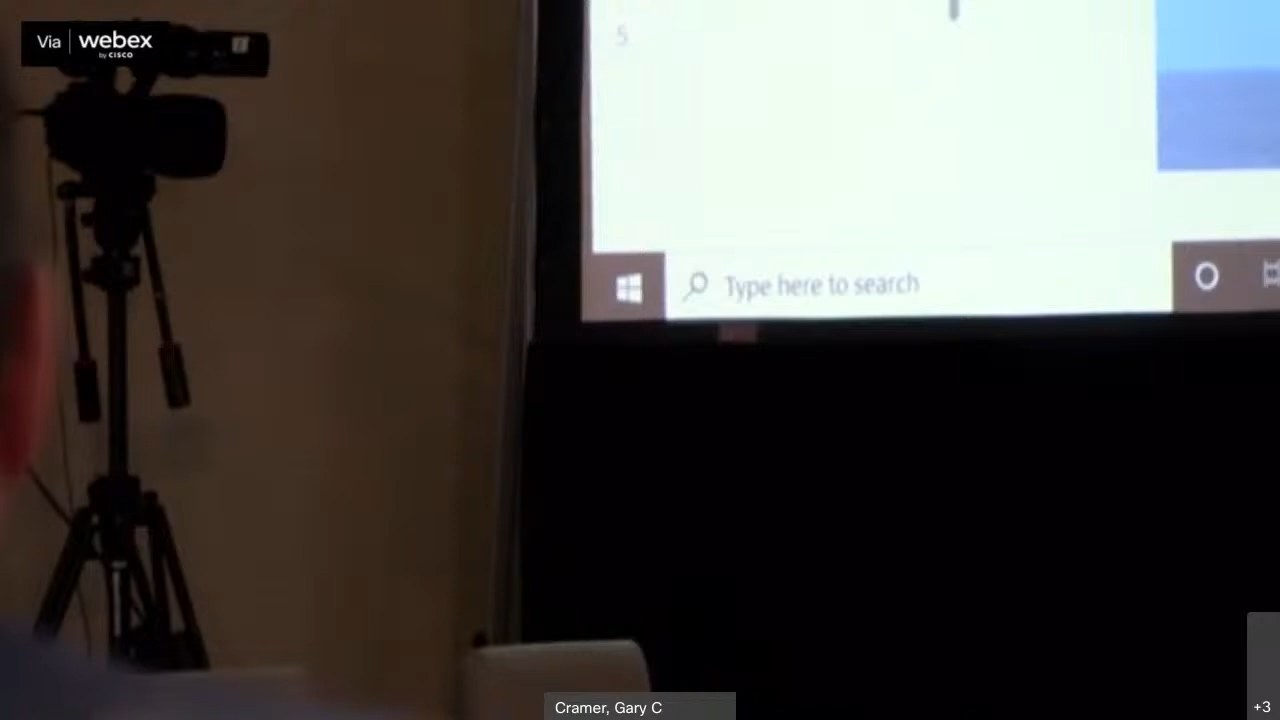 Via webex
by CISCO
5
Type here to search
Cramer, Gary C
+3